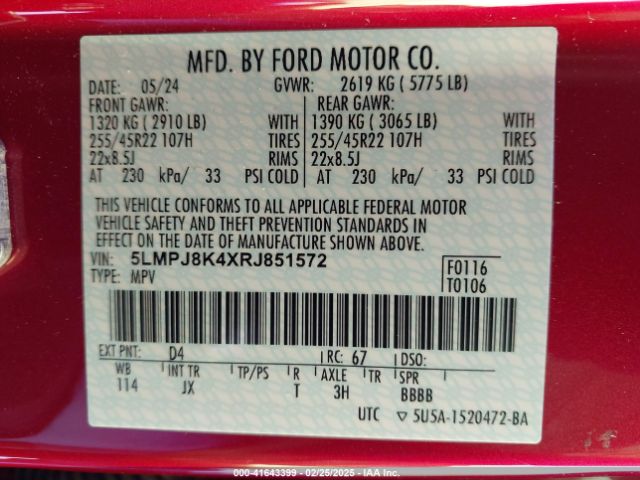 MFD. BY FORD MOTOR CO.
DATE: 05/24 GVWR: 2619 KG ( 5775 LB)
FRONT GAWR: REAR GAWR:
1320 KG ( 2910 LB) WITH 1390 KG ( 3065 LB) WITH
255/45R22 107H TIRES 255/45R22 107H TIRES
22x8.5J RIMS 22x8.5J RIMS
AT 230 kPa/ 33 PSI COLD AT 230 kPa/ 33 PSI COLD
THIS VEHICLE CONFORMS TO ALL APPLICABLE FEDERAL MOTOR
VEHICLE SAFETY AND THEFT PREVENTION STANDARDS IN
EFFECT ON THE DATE OF MANUFACTURE SHOWN ABOVE.
VIN: 5LMPJ8K4XRJ851572 F0116
TYPE: MPV T0106
EXT PNT: D4 RC: 67 DSO:
WB INT TR TP/PS R AXLE TR SPR
114 JX T 3H BBBB
UTC ▽ 5U5A-1520472-BA
000-41643399 - 02/25/2025 - IAA Inc.